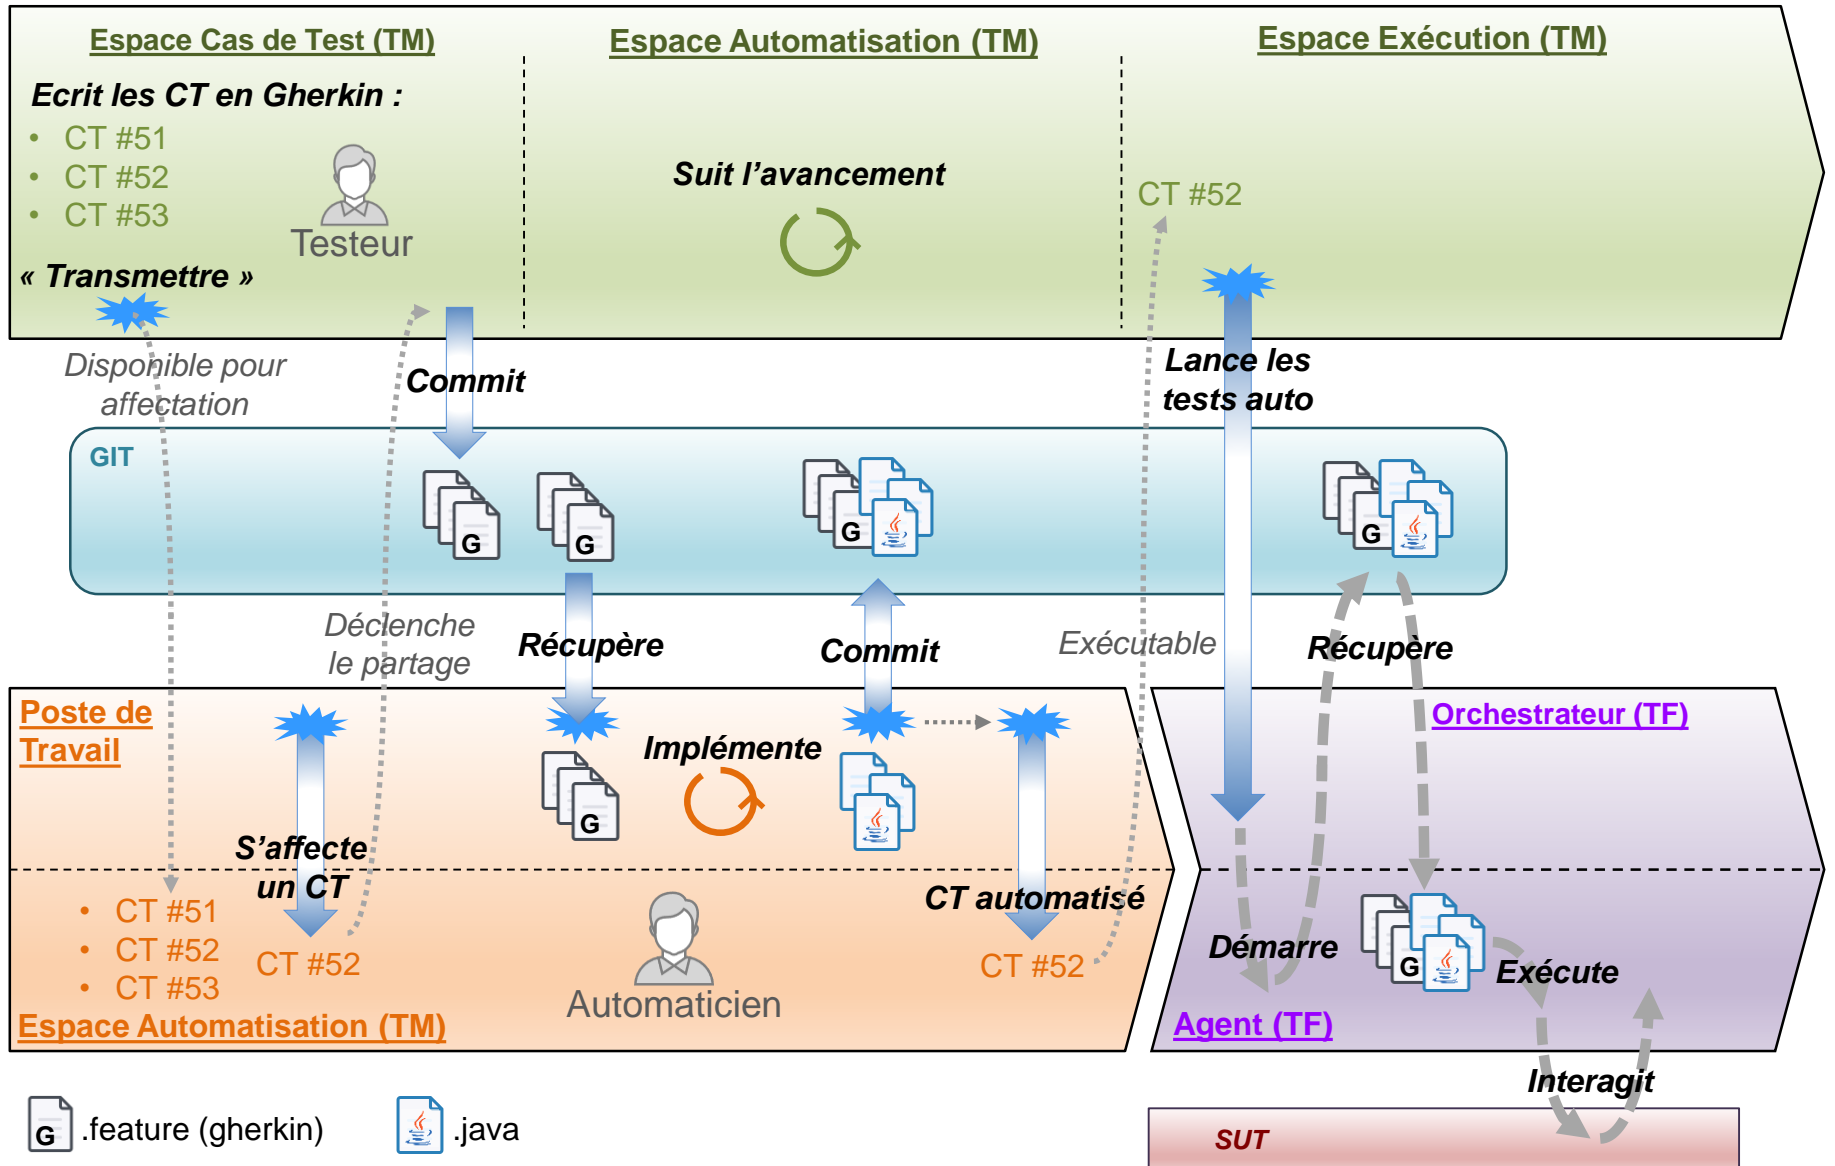 Espace Cas de Test (TM)
Espace Automatisation (TM)
Espace Exécution (TM)
Ecrit les CT en Gherkin :
• CT #51
• CT #52
• CT #53
Testeur
« Transmettre »
Suit l’avancement
CT #52
Disponible pour
affectation
Commit
Lance les
tests auto
GIT
G
G
G
G
Déclenche
le partage
Récupère
Commit
Exécutable
Récupère
Poste de
Travail
Implémente
Orchestrateur (TF)
G
S’affecte
un CT
CT automatisé
• CT #51
• CT #52
• CT #53
CT #52
Automaticien
CT #52
Démarre
G
Exécute
Espace Automatisation (TM)
Agent (TF)
Interagit
G
.feature (gherkin)
.java
SUT